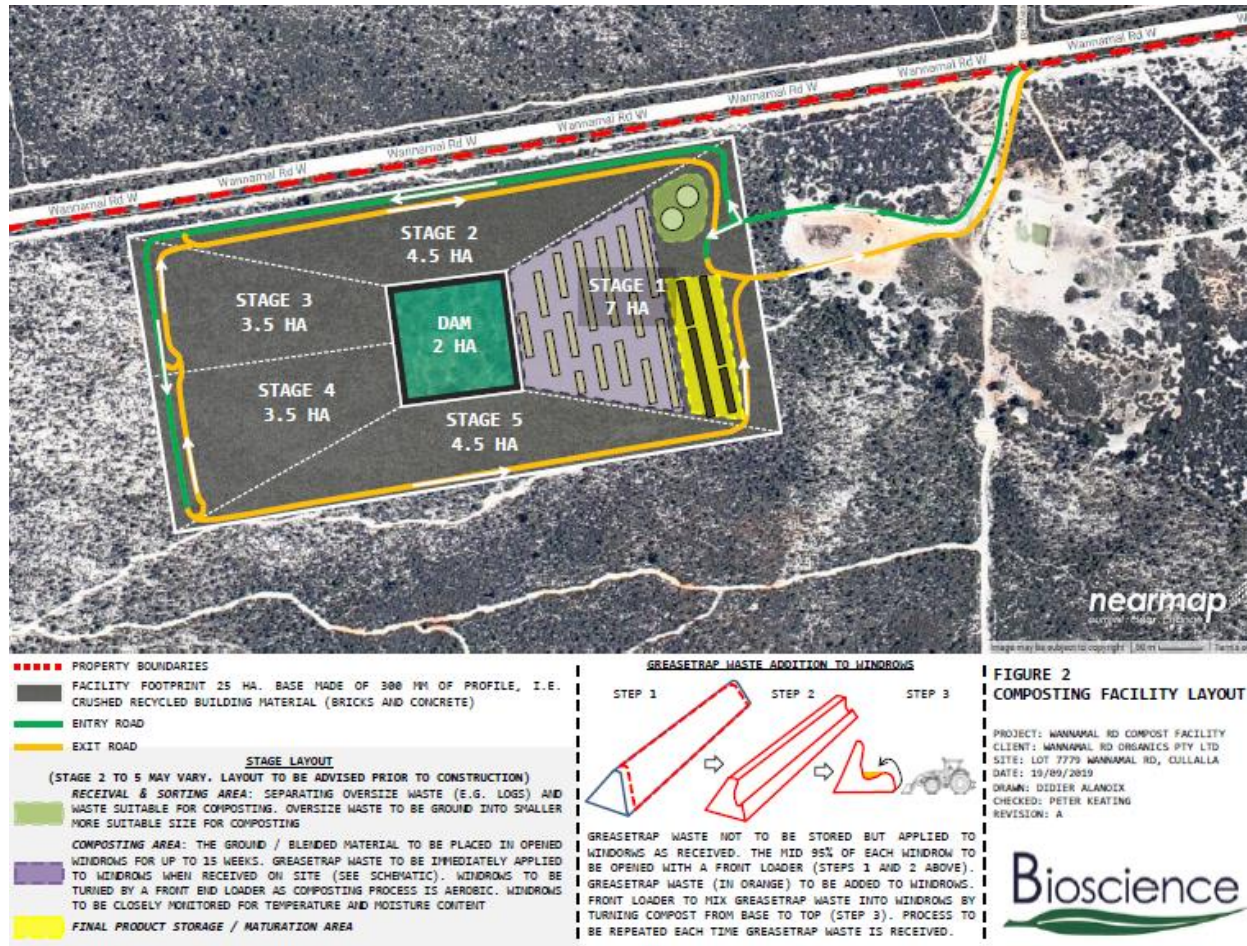 Wannamal Rd W
Wannamal Rd W
Wannamal Rd W
Wannamal Rd W
Wannamal Rd W
Wannamal Rd W
Wannamal Rd W
STAGE 2
4.5 HA
STAGE 1
7 HA
STAGE 3
3.5 HA
DAM
2 HA
STAGE 4
3.5 HA
STAGE 5
4.5 HA
nearmap
Image may be subject to copyright
PROPERTY BOUNDARIES
FACILITY FOOTPRINT 25 HA. BASE MADE OF 300 MM OF PROFILE, I.E.
CRUSHED RECYCLED BUILDING MATERIAL (BRICKS AND CONCRETE)
ENTRY ROAD
EXIT ROAD
STAGE LAYOUT
(STAGE 2 TO 5 MAY VARY. LAYOUT TO BE ADVISED PRIOR TO CONSTRUCTION)
RECEIVAL & SORTING AREA: SEPARATING OVERSIZE WASTE (E.G. LOGS) AND
WASTE SUITABLE FOR COMPOSTING. OVERSIZE WASTE TO BE GROUND INTO SMALLER
MORE SUITABLE SIZE FOR COMPOSTING
COMPOSTING AREA: THE GROUND / BLENDED MATERIAL TO BE PLACED IN OPENED
WINDROWS FOR UP TO 15 WEEKS. GREASETRAP WASTE TO BE IMMEDIATELY APPLIED
TO WINDROWS WHEN RECEIVED ON SITE (SEE SCHEMATIC). WINDROWS TO BE
TURNED BY A FRONT END LOADER AS COMPOSTING PROCESS IS AEROBIC. WINDROWS
TO BE CLOSELY MONITORED FOR TEMPERATURE AND MOISTURE CONTENT
FINAL PRODUCT STORAGE / MATURATION AREA
GREASETRAP WASTE ADDITION TO WINDROWS
STEP 1 STEP 2 STEP 3
GREASETRAP WASTE NOT TO BE STORED BUT APPLIED TO
WINDORWS AS RECEIVED. THE MID 95% OF EACH WINDROW TO
BE OPENED WITH A FRONT LOADER (STEPS 1 AND 2 ABOVE).
GREASETRAP WASTE (IN ORANGE) TO BE ADDED TO WINDROWS.
FRONT LOADER TO MIX GREASETRAP WASTE INTO WINDROWS BY
TURNING COMPOST FROM BASE TO TOP (STEP 3). PROCESS TO
BE REPEATED EACH TIME GREASETRAP WASTE IS RECEIVED.
FIGURE 2
COMPOSTING FACILITY LAYOUT
PROJECT: WANNAMAL RD COMPOST FACILITY
CLIENT: WANNAMAL RD ORGANICS PTY LTD
SITE: LOT 7779 WANNAMAL RD, CULLALLA
DATE: 19/09/2019
DRAWN: DIDIER ALANOIX
CHECKED: PETER KEATING
REVISION: A
Bioscience